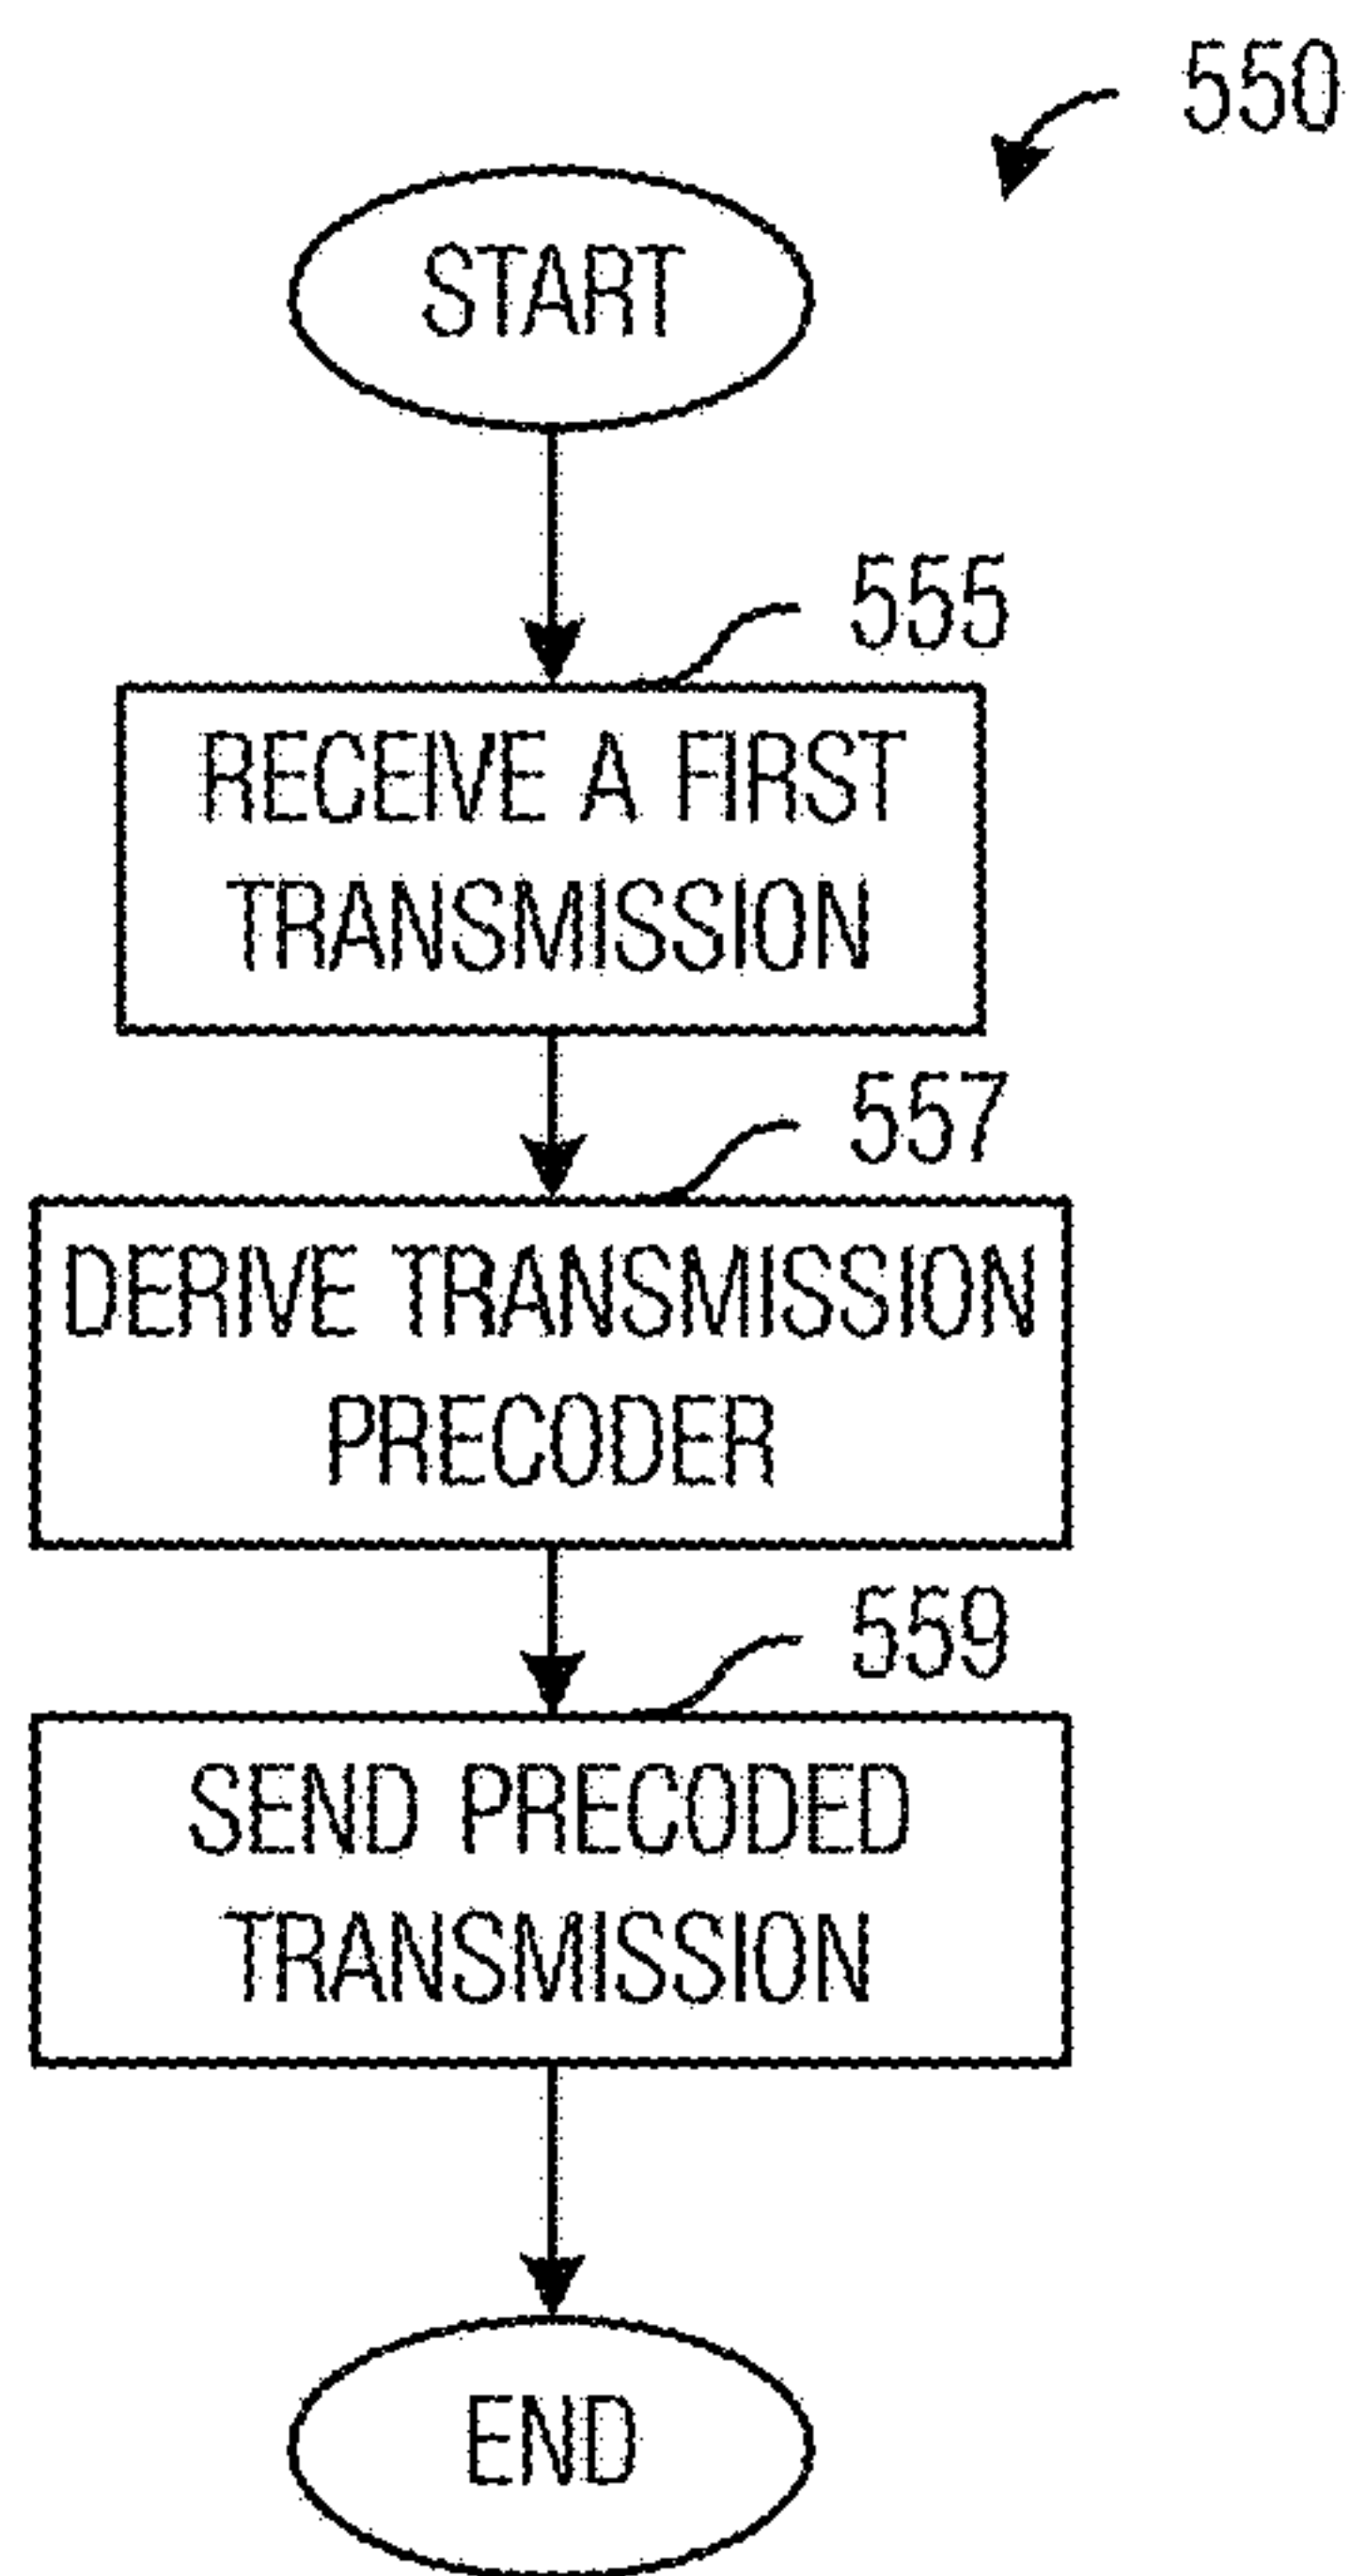 550
START
555
RECEIVE A FIRST
TRANSMISSION
557
DERIVE TRANSMISSION
PRECODER
559
SEND PRECODED
TRANSMISSION
END